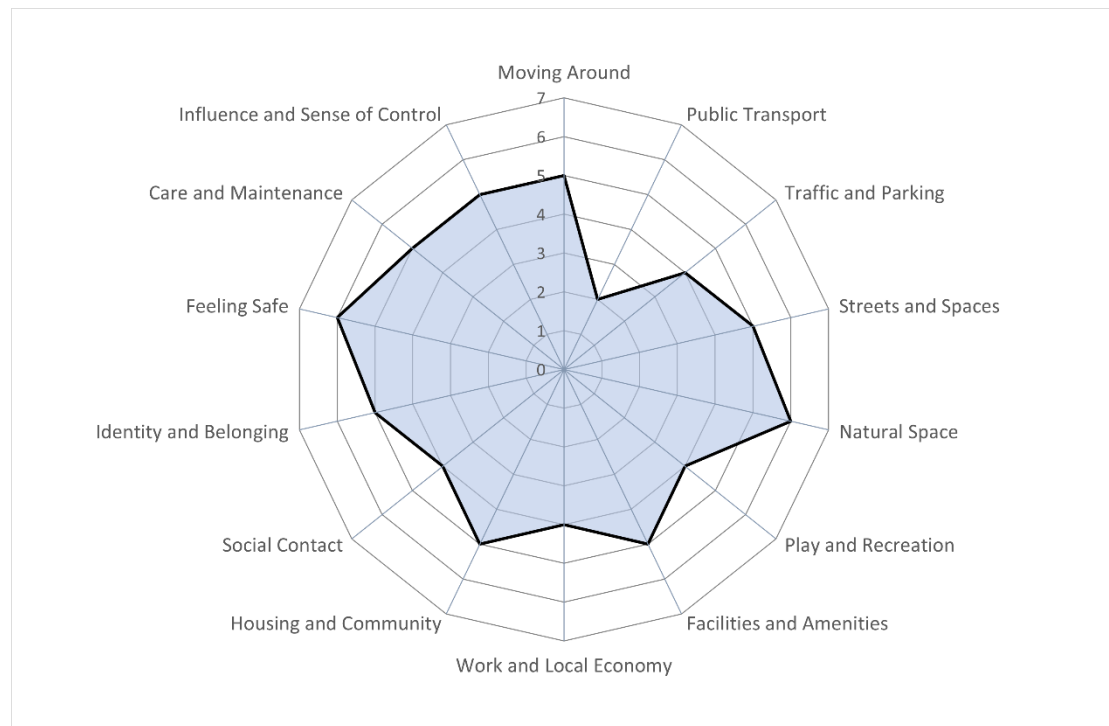 Moving Around
Influence and Sense of Control
7
Public Transport
6
Care and Maintenance
Traffic and Parking
5
4
3
Feeling Safe
Streets and Spaces
2
1
0
Identity and Belonging
Natural Space
Social Contact
Play and Recreation
Housing and Community
Facilities and Amenities
Work and Local Economy